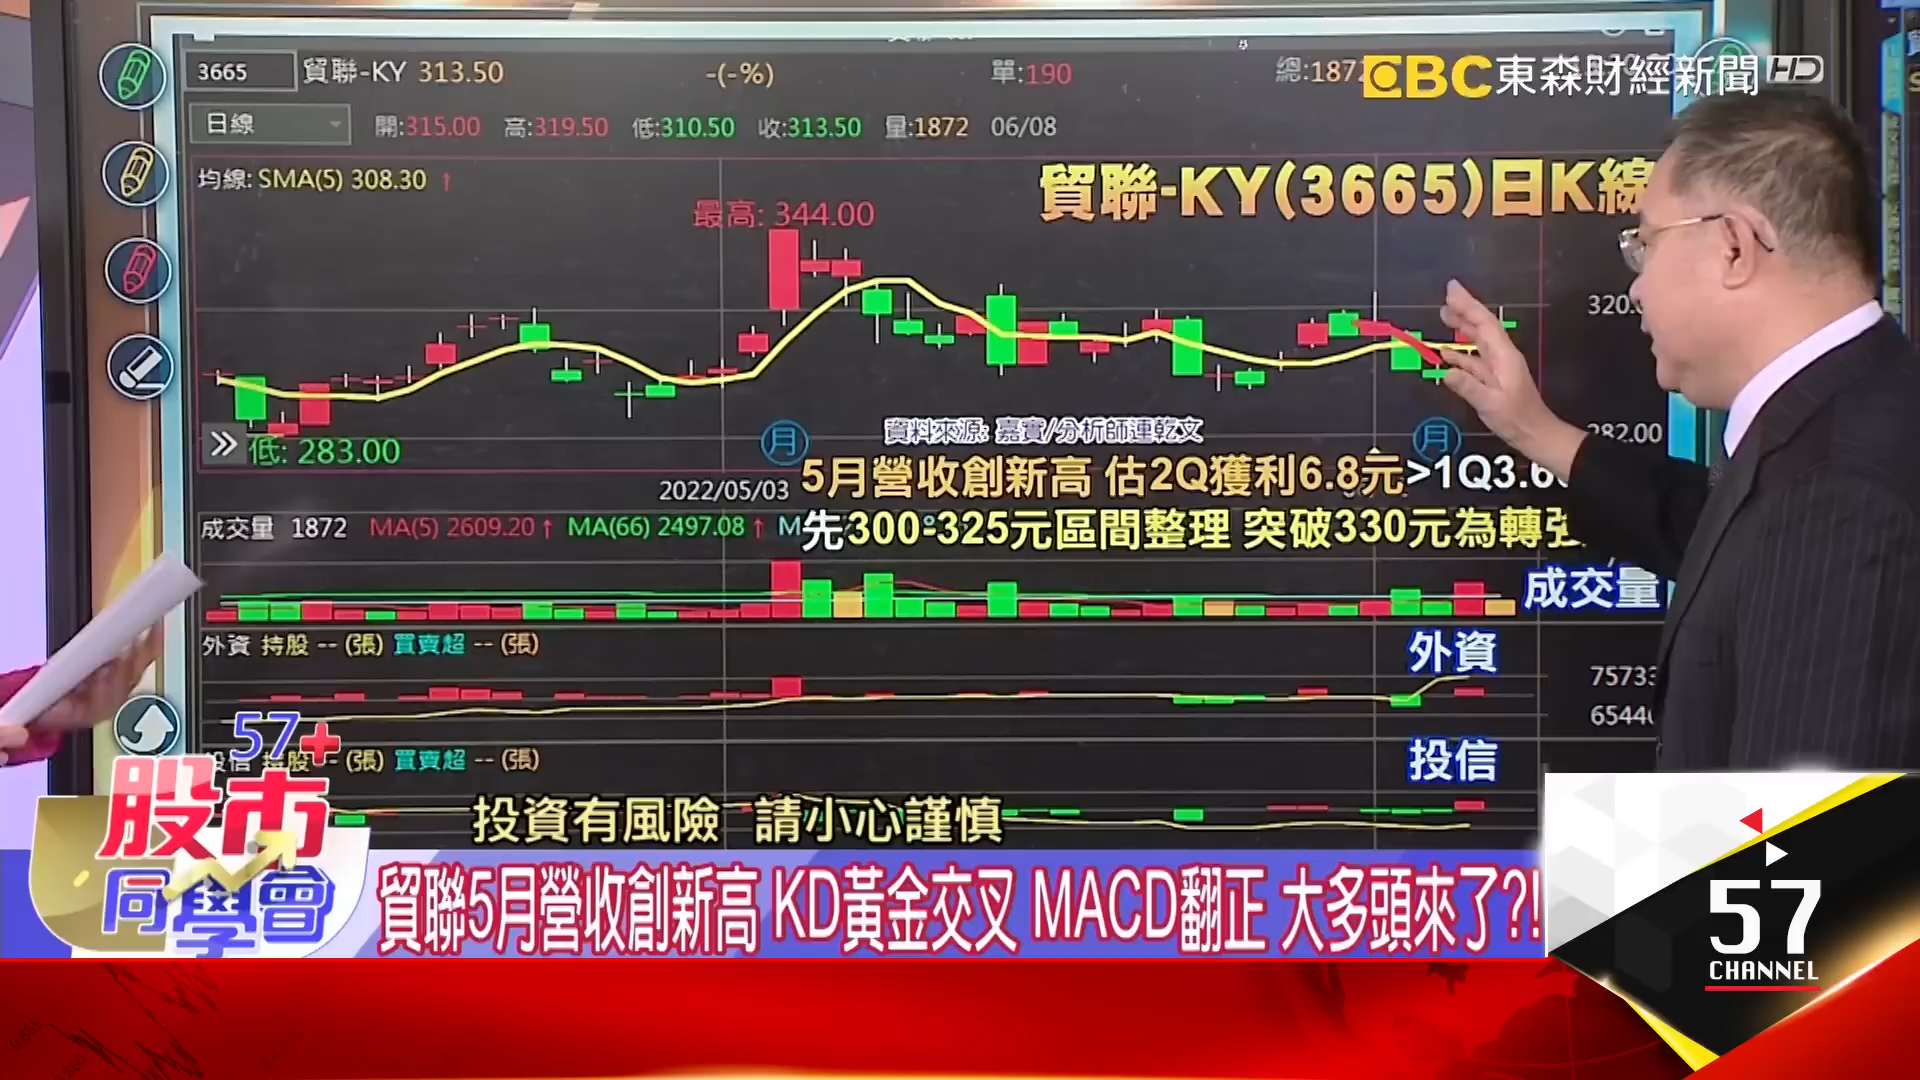 3665 貿聯-KY 313.50 -(-%) 單:190 總:1872
EBC 東森財經新聞 HD
日線 開:315.00 高:319.50 低:310.50 收:313.50 量:1872 06/08
均線: SMA(5) 308.30 ↑
貿聯-KY(3665)日K線
最高: 344.00
320.
月
月
資料來源: 嘉實/分析師連乾文
282.00
低: 283.00
5月營收創新高 估2Q獲利6.8元>1Q3.6
2022/05/03
成交量 1872 MA(5) 2609.20 ↑ MA(66) 2497.08 ↑ M
先300-325元區間整理 突破330元為轉強
成交量
外資 持股 -- (張) 買賣超 -- (張)
外資
7573
6544
投信 持股 -- (張) 買賣超 -- (張)
投信
投資有風險 請小心謹慎
57+
股市
同學會
貿聯5月營收創新高 KD黃金交叉 MACD翻正 大多頭來了?!
57
CHANNEL